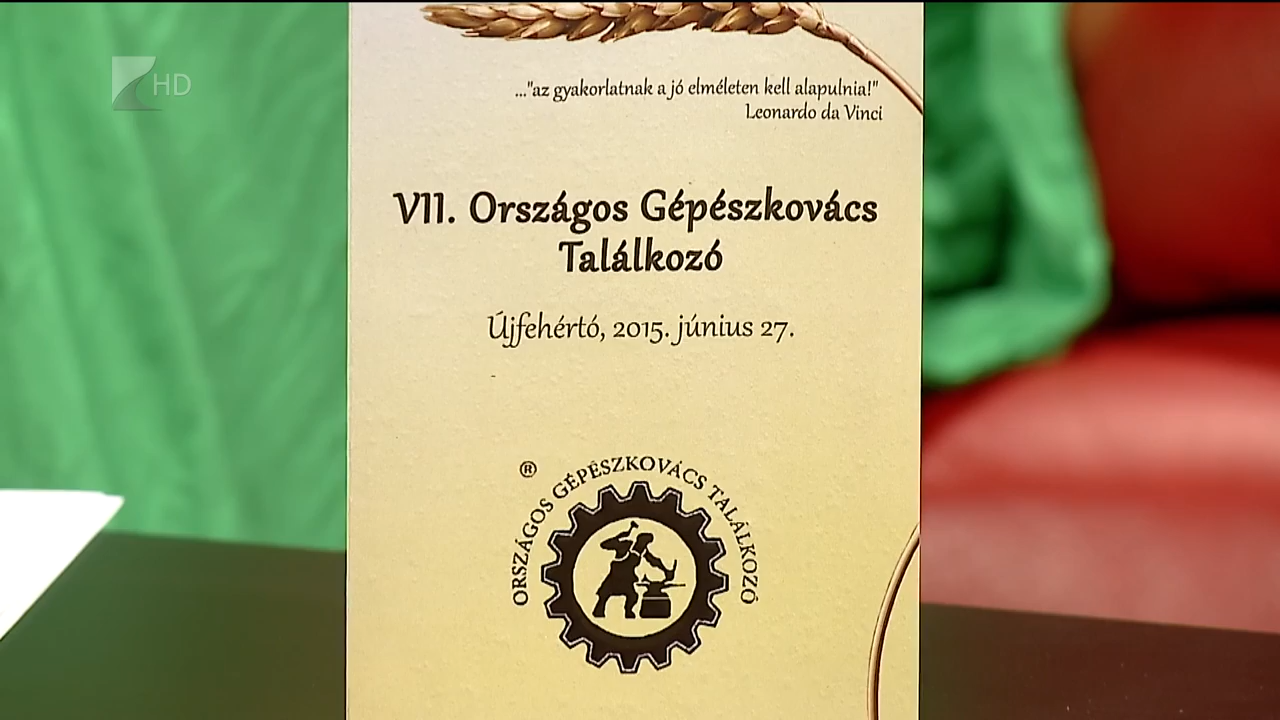 HD
..."az gyakorlatnak a jó elméleten kell alapulnia!"
Leonardo da Vinci
VII. Országos Gépészkovács
Találkozó
Újfehértó, 2015. június 27.
®
ORSZÁGOS GÉPÉSZKOVÁCS TALÁLKOZÓ